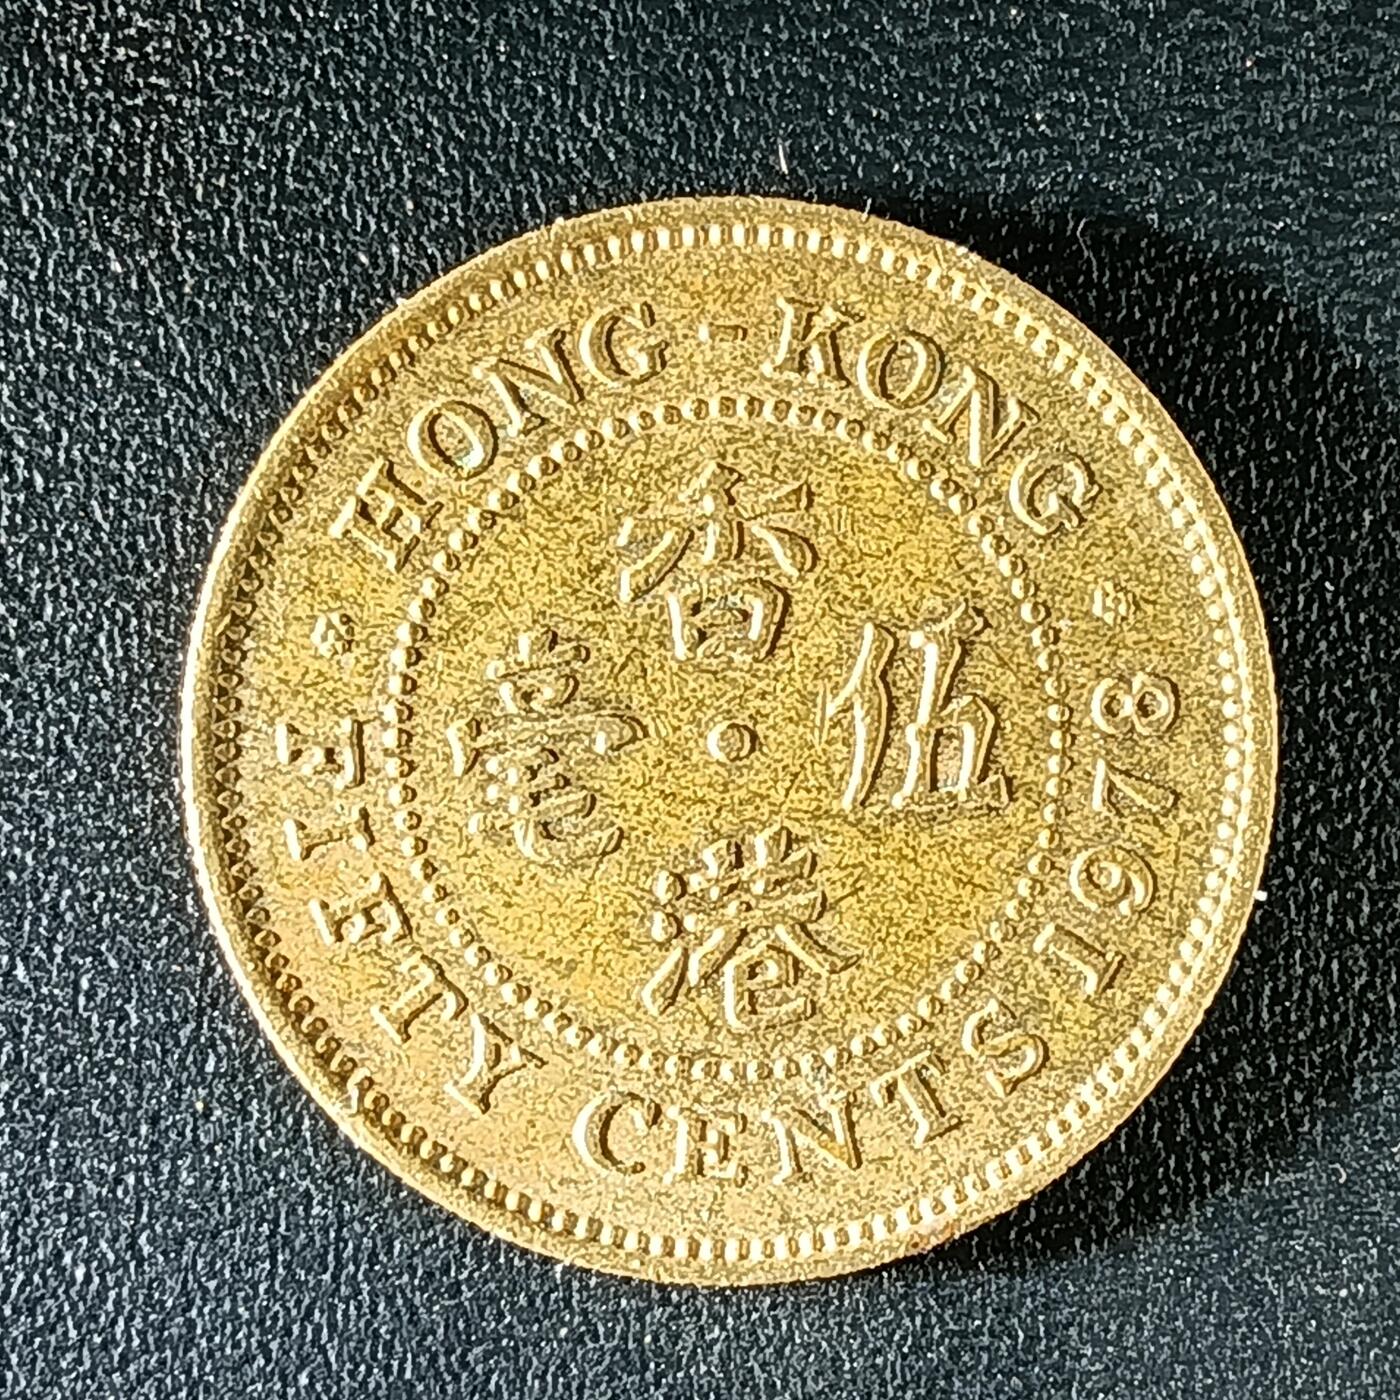 HONG-KONG
香港
伍毫
FIFTY CENTS 1978